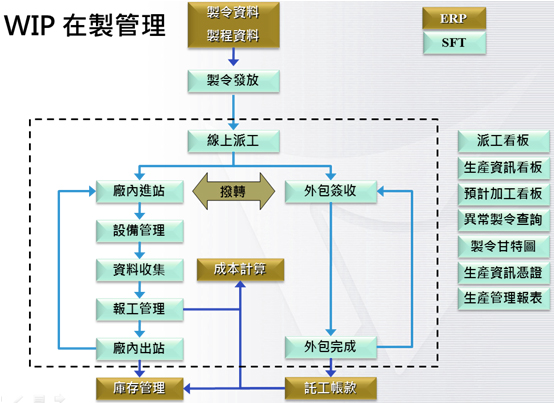 WIP 在製管理
製令資料
製程資料
ERP
SFT
製令發放
線上派工
廠內進站
撥轉
外包簽收
設備管理
資料收集
成本計算
報工管理
廠內出站
外包完成
庫存管理
託工帳款
派工看板
生產資訊看板
預計加工看板
異常製令查詢
製令甘特圖
生產資訊憑證
生產管理報表